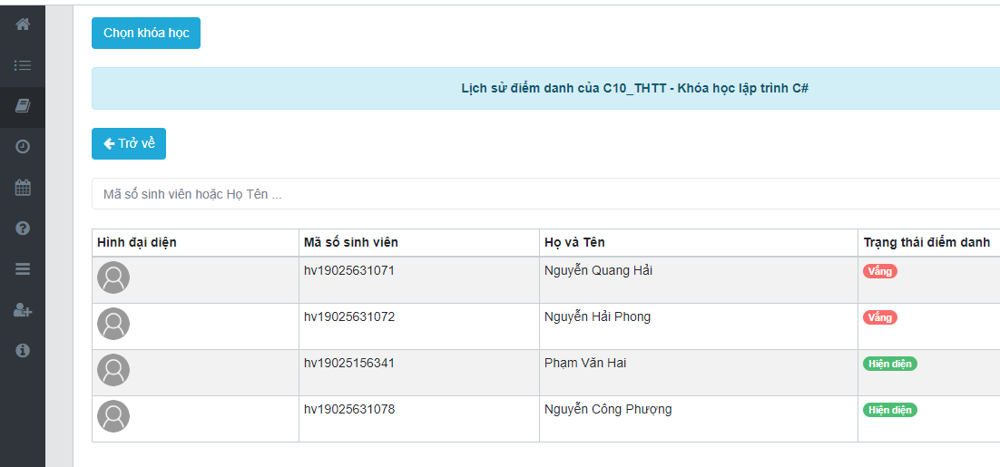 Chọn khóa học
Lịch sử điểm danh của C10_THTT - Khóa học lập trình C#
Trở về
Mã số sinh viên hoặc Họ Tên ...
Hình đại diện Mã số sinh viên Họ và Tên Trạng thái điểm danh
hv19025631071 Nguyễn Quang Hải Vắng
hv19025631072 Nguyễn Hải Phong Vắng
hv19025156341 Phạm Văn Hai Hiện diện
hv19025631078 Nguyễn Công Phượng Hiện diện